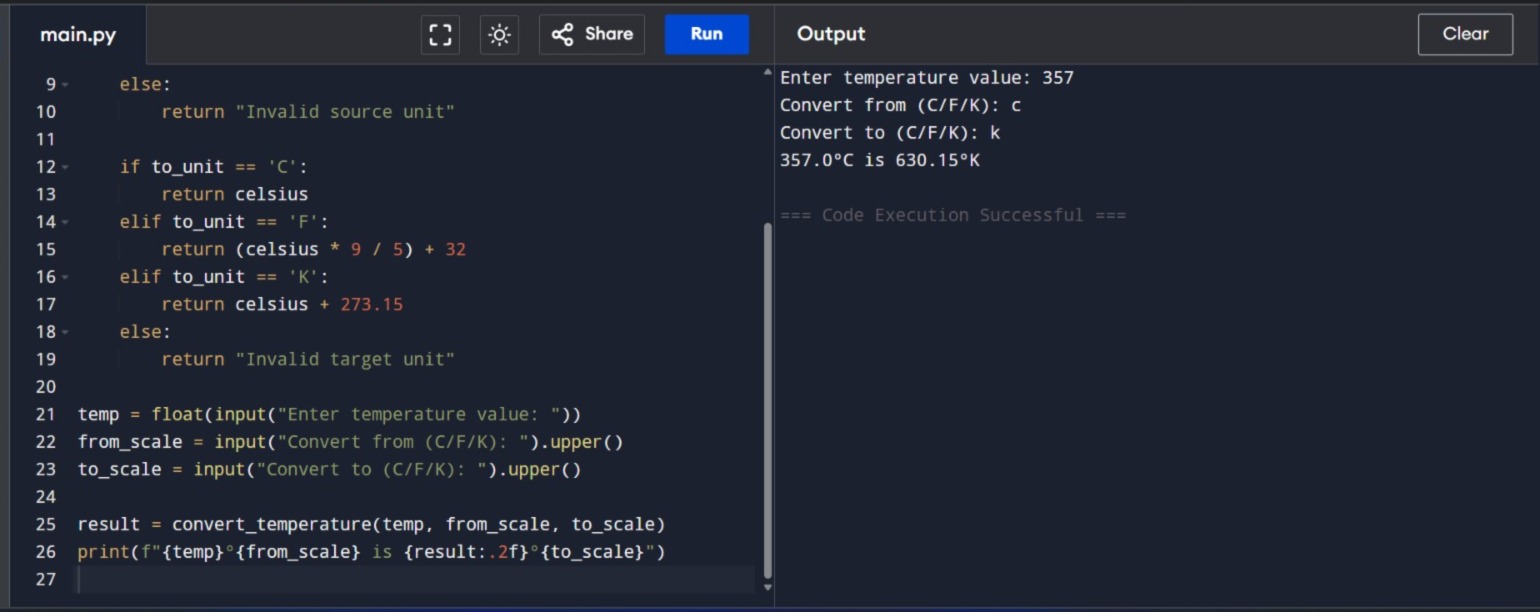 main.py
Share
Run
Output
Clear
9     else:
10         return "Invalid source unit"
11
12     if to_unit == 'C':
13         return celsius
14     elif to_unit == 'F':
15         return (celsius * 9 / 5) + 32
16     elif to_unit == 'K':
17         return celsius + 273.15
18     else:
19         return "Invalid target unit"
20
21 temp = float(input("Enter temperature value: "))
22 from_scale = input("Convert from (C/F/K): ").upper()
23 to_scale = input("Convert to (C/F/K): ").upper()
24
25 result = convert_temperature(temp, from_scale, to_scale)
26 print(f"{temp}°{from_scale} is {result:.2f}°{to_scale}")
27
Enter temperature value: 357
Convert from (C/F/K): c
Convert to (C/F/K): k
357.0°C is 630.15°K
=== Code Execution Successful ===